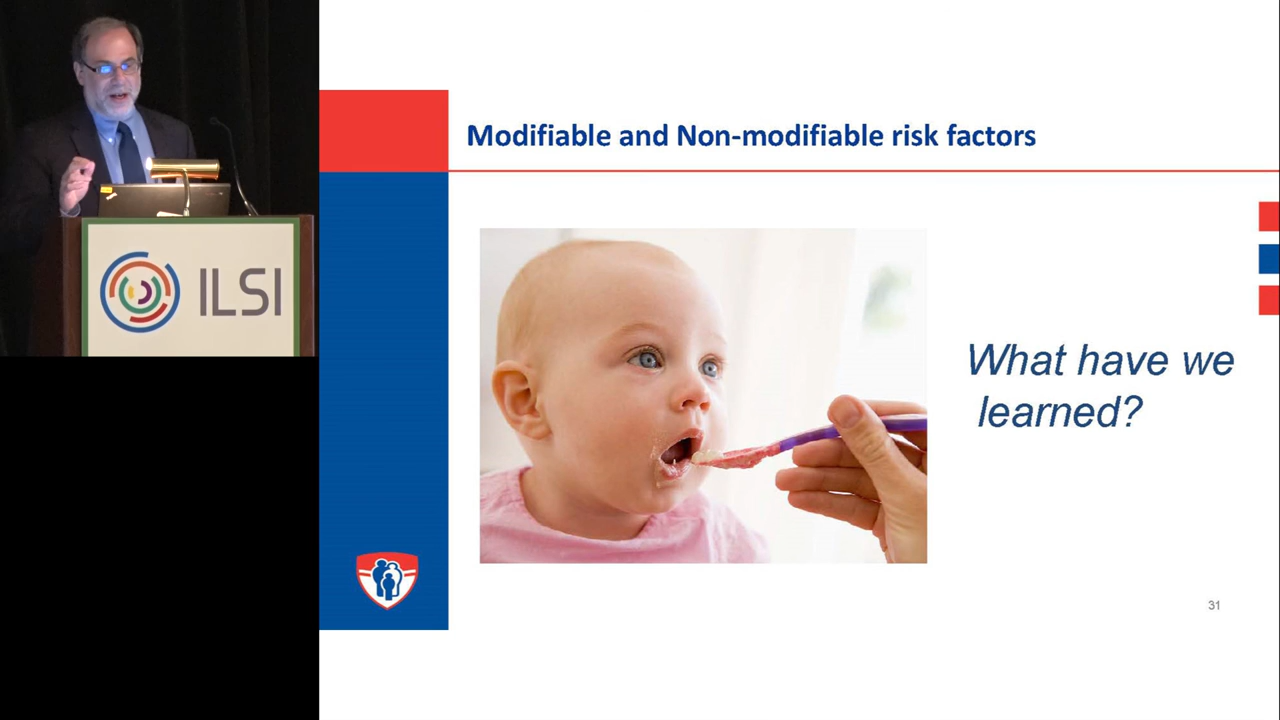 ILSI
Modifiable and Non-modifiable risk factors
What have we
learned?
31